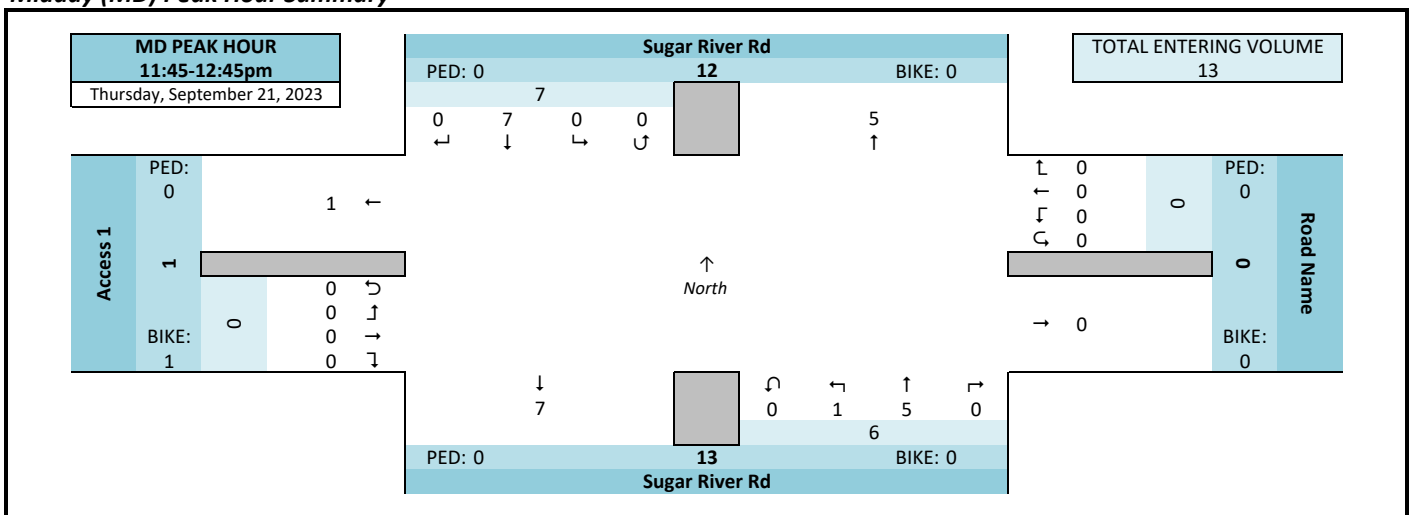 Midday (MD) Peak Hour Summary
MD PEAK HOUR
11:45-12:45pm
Thursday, September 21, 2023
Sugar River Rd
PED: 0 12 BIKE: 0
TOTAL ENTERING VOLUME
13
7
0 7 0 0
↵ ↓ ↳ ↺
5
↑
Access 1
PED:
0
1 ←
1
0 ⮌
0 ↰
0 →
0 ↴
0
BIKE:
1
↑
North
↱ 0
← 0
↲ 0
⮎ 0
0
PED:
0
Road Name
0
→ 0
BIKE:
0
↓
7
↶ ↰ ↑ ↱
0 1 5 0
6
PED: 0 13 BIKE: 0
Sugar River Rd